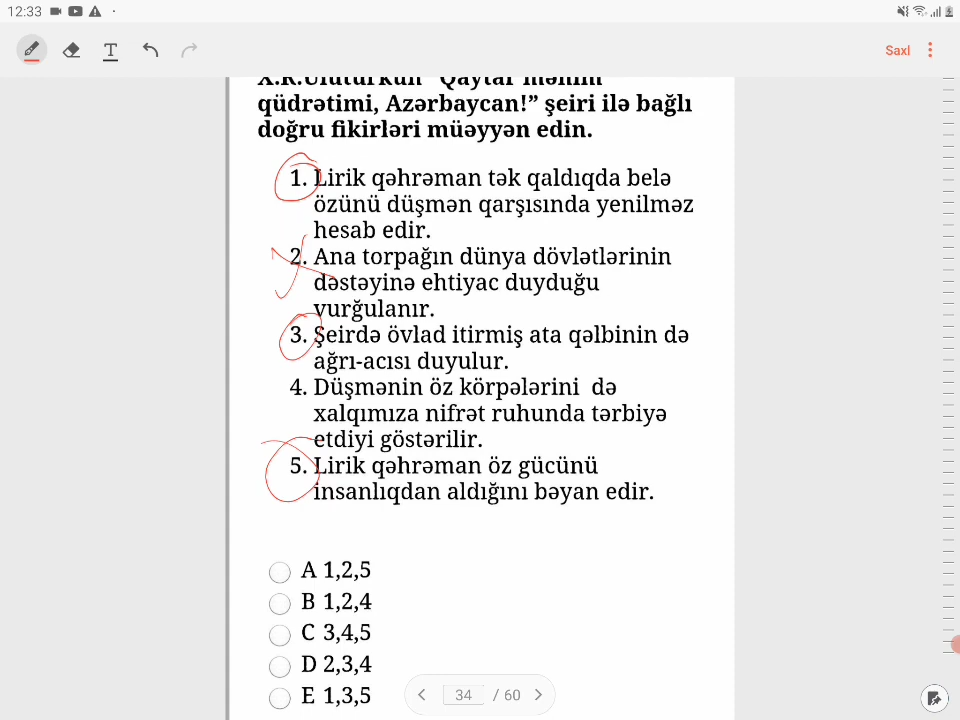 12:33
Saxl
X.R.Ulutürkün "Qaytar mənim
qüdrətimi, Azərbaycan!” şeiri ilə bağlı
doğru fikirləri müəyyən edin.
1. Lirik qəhrəman tək qaldıqda belə
özünü düşmən qarşısında yenilməz
hesab edir.
2. Ana torpağın dünya dövlətlərinin
dəstəyinə ehtiyac duyduğu
vurğulanır.
3. Şeirdə övlad itirmiş ata qəlbinin də
ağrı-acısı duyulur.
4. Düşmənin öz körpələrini də
xalqımıza nifrət ruhunda tərbiyə
etdiyi göstərilir.
5. Lirik qəhrəman öz gücünü
insanlıqdan aldığını bəyan edir.
A 1,2,5
B 1,2,4
C 3,4,5
D 2,3,4
E 1,3,5
34 / 60